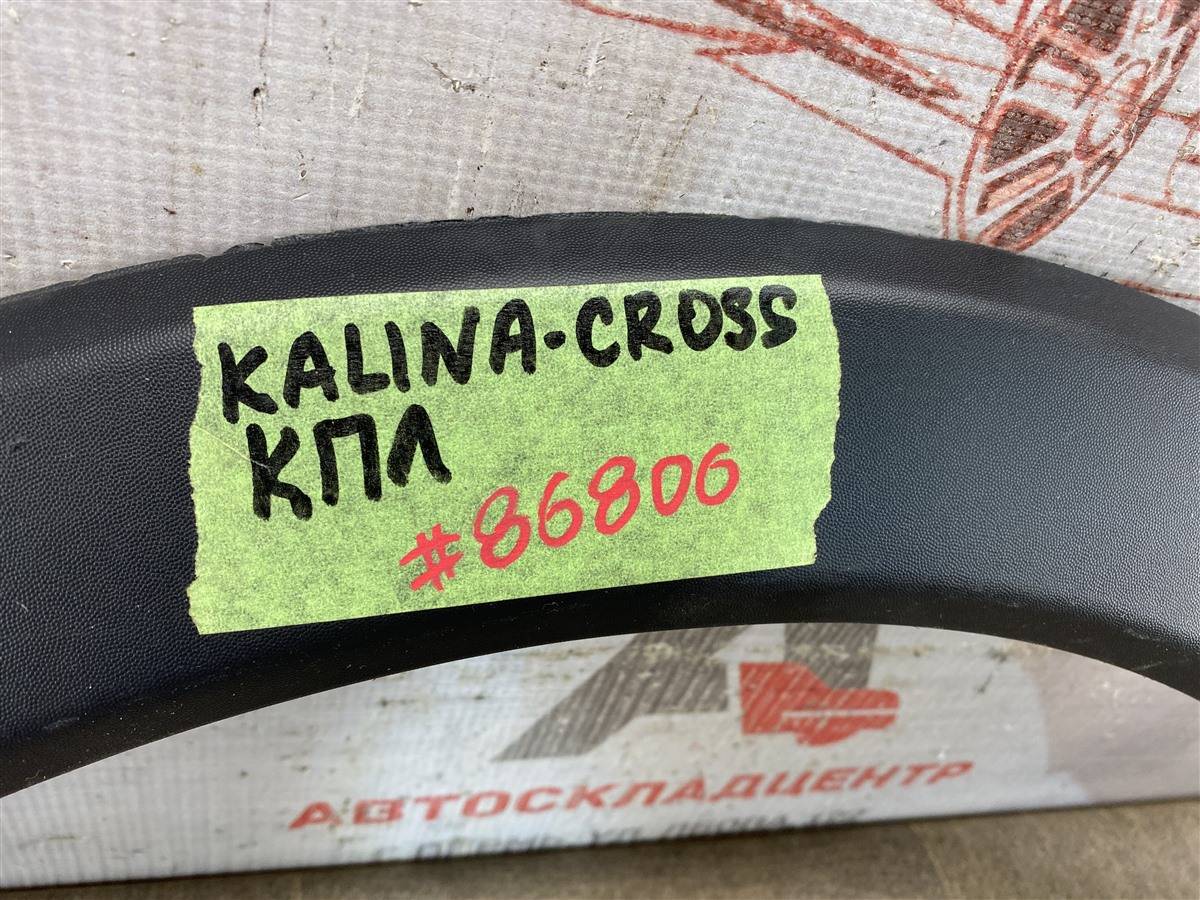 KALINA-CROSS
КПЛ
#86806
АВТОСКЛАДЦЕНТР